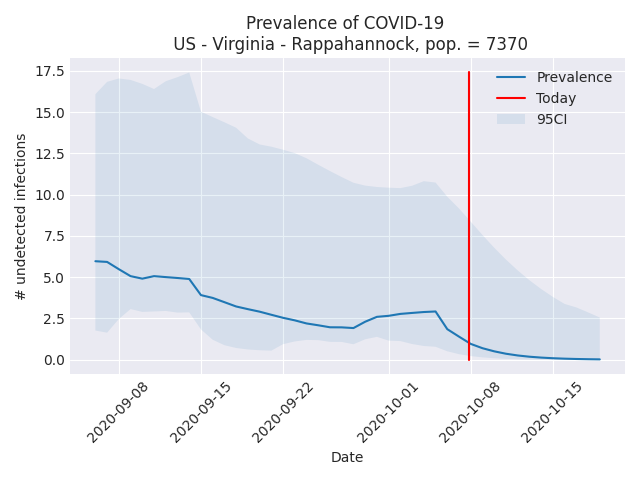 Prevalence of COVID-19
US - Virginia - Rappahannock, pop. = 7370
17.5
15.0
12.5
10.0
7.5
5.0
2.5
0.0
# undetected infections
Prevalence
Today
95CI
2020-09-08
2020-09-15
2020-09-22
2020-10-01
2020-10-08
2020-10-15
Date